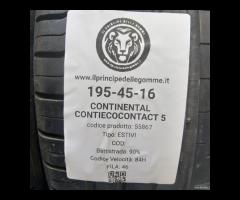 www.ilprincipedellegomme.it
195-45-16
CONTINENTAL
CONTIECOCONTACT 5
codice prodotto: 55867
Tipo: ESTIVI
COD:
Battistrada: 90%
Codice Velocità: 84H
FILA: 46